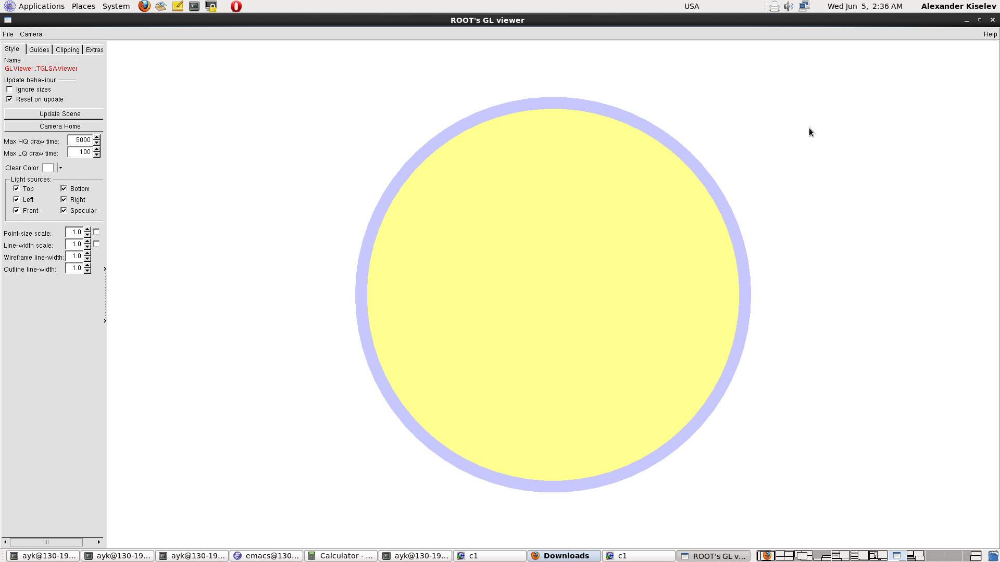 Applications Places System USA Wed Jun 5, 2:36 AM Alexander Kiselev
ROOT's GL viewer
File Camera Help
Style Guides Clipping Extras
Name
GLViewer::TGLSAViewer
Update behaviour
Ignore sizes
Reset on update
Update Scene
Camera Home
Max HQ draw time: 5000
Max LQ draw time: 100
Clear Color
Light sources:
Top Bottom
Left Right
Front Specular
Point-size scale: 1.0
Line-width scale: 1.0
Wireframe line-width: 1.0
Outline line-width: 1.0
ayk@130-19... ayk@130-19... ayk@130-19... emacs@130... Calculator - ... ayk@130-19... c1 Downloads c1 ROOT's GL v...